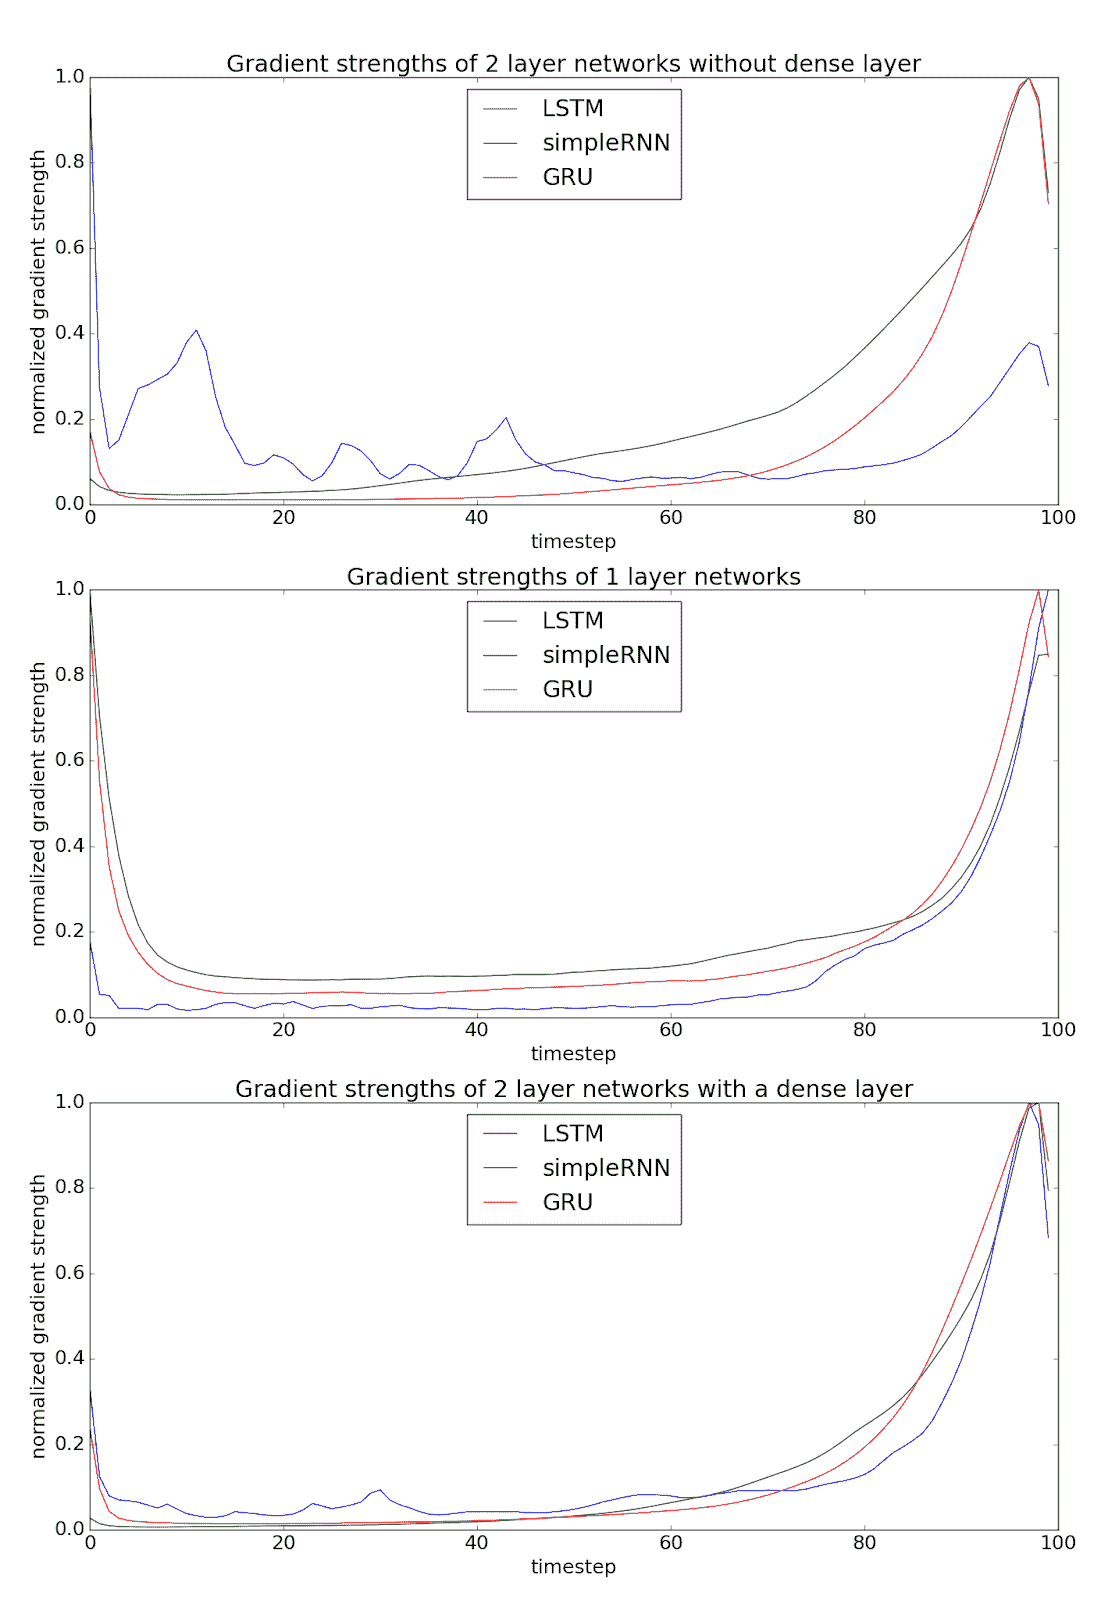 Gradient strengths of 2 layer networks without dense layer
1.0
0.8
0.6
0.4
0.2
0.0
normalized gradient strength
LSTM
simpleRNN
GRU
0 20 40 60 80 100
timestep
Gradient strengths of 1 layer networks
1.0
0.8
0.6
0.4
0.2
0.0
normalized gradient strength
LSTM
simpleRNN
GRU
0 20 40 60 80 100
timestep
Gradient strengths of 2 layer networks with a dense layer
1.0
0.8
0.6
0.4
0.2
0.0
normalized gradient strength
LSTM
simpleRNN
GRU
0 20 40 60 80 100
timestep